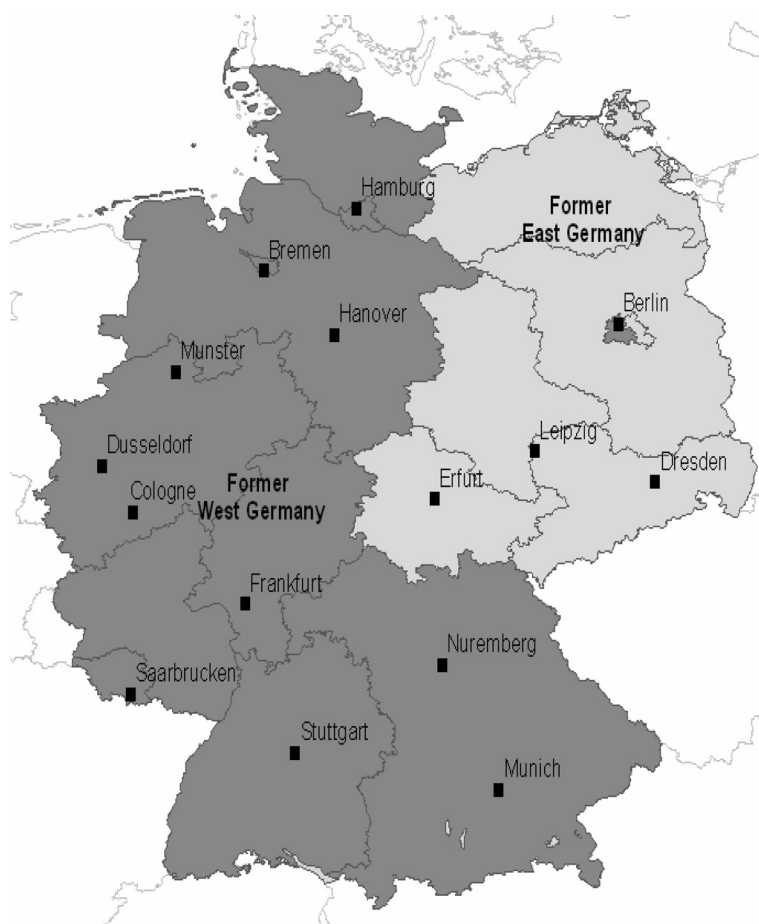 Hamburg
Former
East Germany
Bremen
Berlin
Hanover
Munster
Leipzig
Dusseldorf
Dresden
Erfurt
Former
West Germany
Cologne
Frankfurt
Nuremberg
Saarbrucken
Stuttgart
Munich